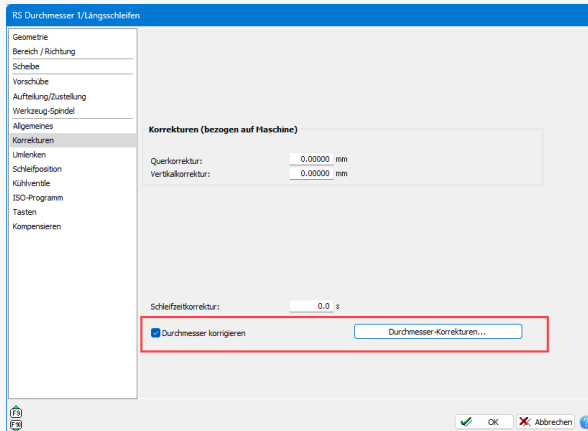 RS Durchmesser 1/Längsschleifen
Geometrie
Bereich / Richtung
Scheibe
Vorschübe
Aufteilung/Zustellung
Werkzeug-Spindel
Allgemeines
Korrekturen
Umlenken
Schleifposition
Kühlventile
ISO-Programm
Tasten
Kompensieren
Korrekturen (bezogen auf Maschine)
Querkorrektur: 0.00000 mm
Vertikalkorrektur: 0.00000 mm
Schleifzeitkorrektur: 0.0 s
Durchmesser korrigieren Durchmesser-Korrekturen...
F9
F10
OK Abbrechen ?